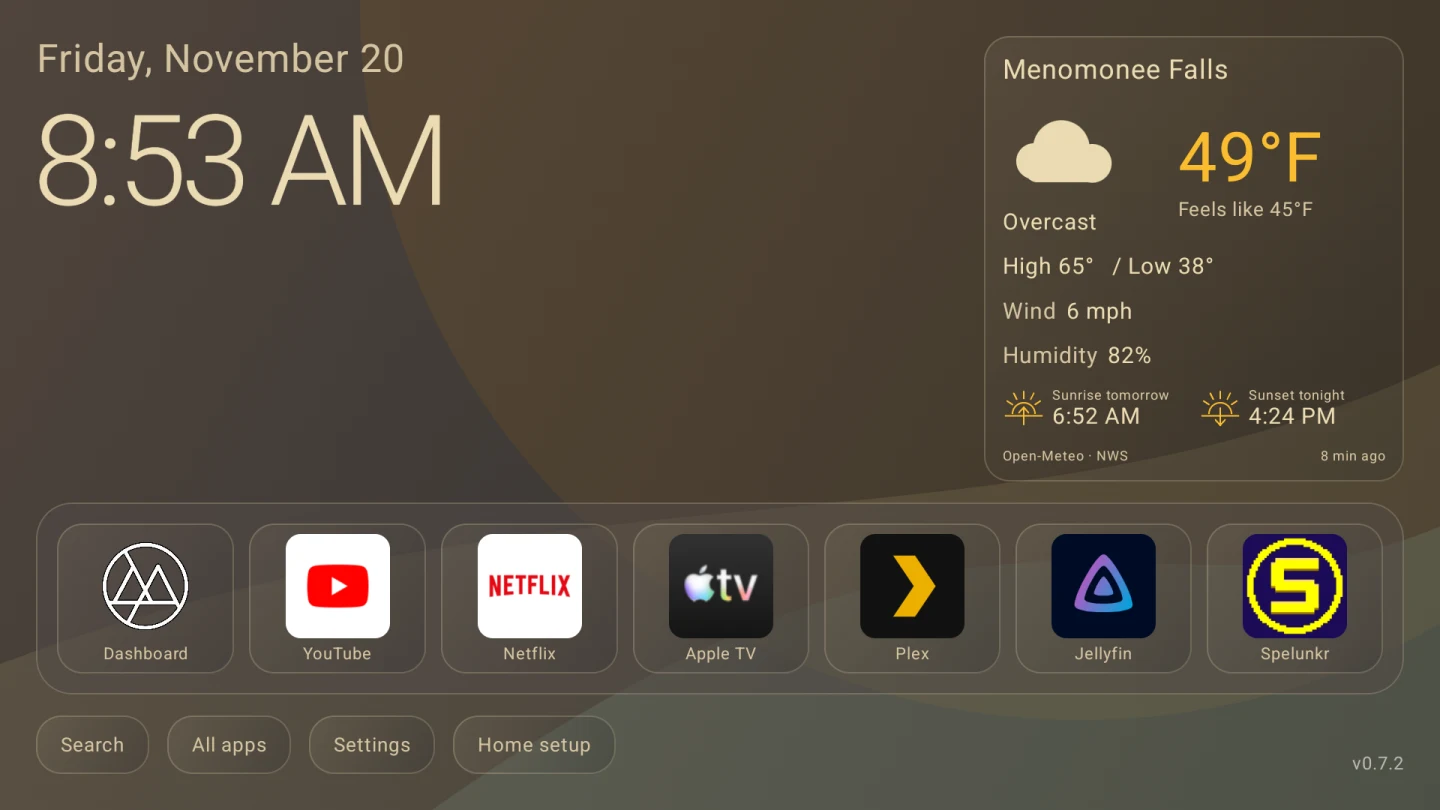 Friday, November 20
8:53 AM
Menomonee Falls
49°F
Feels like 45°F
Overcast
High 65° / Low 38°
Wind 6 mph
Humidity 82%
Sunrise tomorrow
6:52 AM
Sunset tonight
4:24 PM
Open-Meteo · NWS
8 min ago
NETFLIX
tv
S
Dashboard
YouTube
Netflix
Apple TV
Plex
Jellyfin
Spelunkr
Search
All apps
Settings
Home setup
v0.7.2